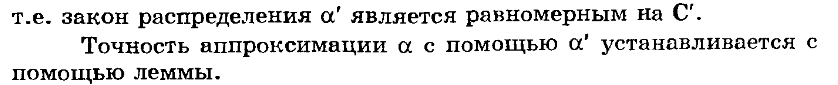 т.е. закон распределения α′ является равномерным на C′.
Точность аппроксимации α с помощью α′ устанавливается с
помощью леммы.